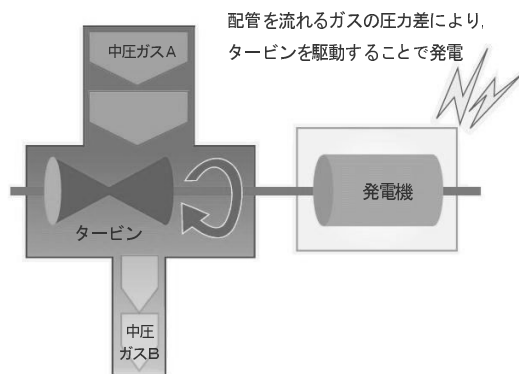 配管を流れるガスの圧力差により,
タービンを駆動することで発電
中圧ガスA
発電機
タービン
中圧
ガスB